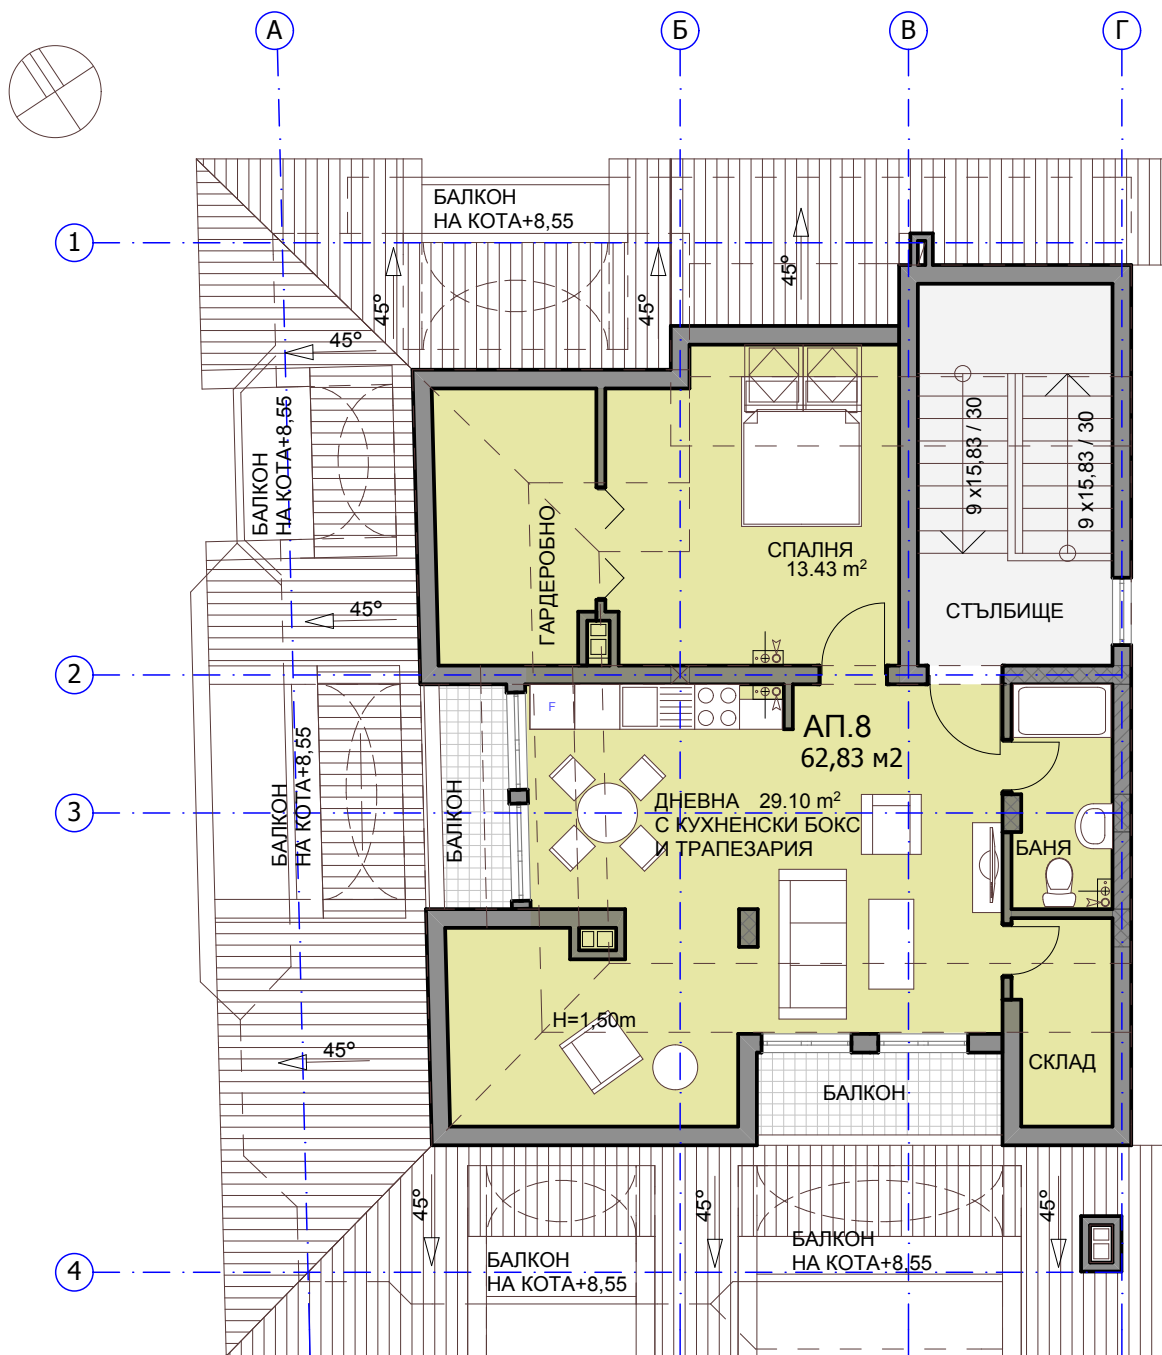 А
Б
В
Г
1
БАЛКОН
НА КОТА+8,55
45°
45°
45°
45°
БАЛКОН
НА КОТА+8,55
9 x15,83 / 30
9 x15,83 / 30
ГАРДЕРОБНО
СПАЛНЯ
13.43 m²
СТЪЛБИЩЕ
45°
2
F
АП.8
62,83 м2
БАЛКОН
НА КОТА+8,55
БАЛКОН
3
ДНЕВНА 29.10 m²
С КУХНЕНСКИ БОКС
И ТРАПЕЗАРИЯ
БАНЯ
H=1,50m
45°
СКЛАД
БАЛКОН
45°
45°
45°
4
БАЛКОН
НА КОТА+8,55
БАЛКОН
НА КОТА+8,55